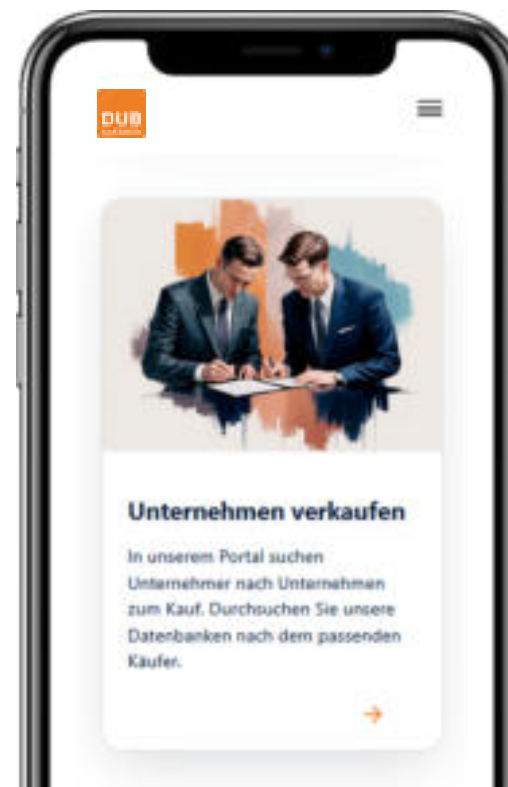 DUB
Unternehmen verkaufen
In unserem Portal suchen
Unternehmer nach Unternehmen
zum Kauf. Durchsuchen Sie unsere
Datenbanken nach dem passenden
Käufer.